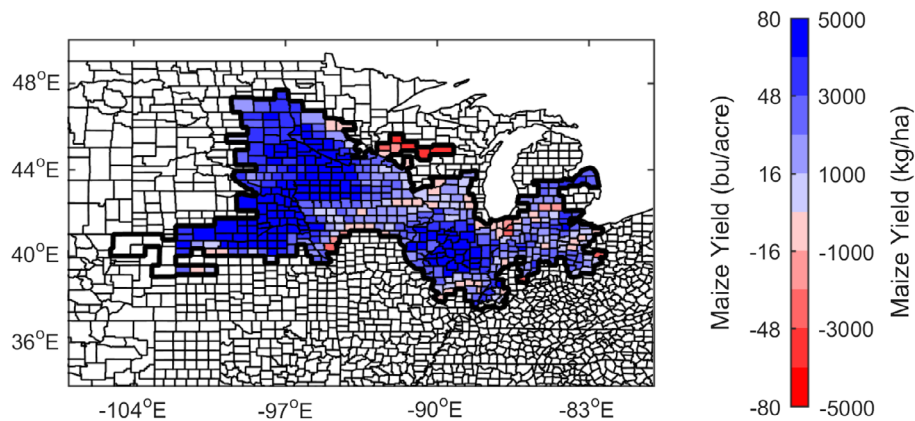 48°E
44°E
40°E
36°E
-104°E
-97°E
-90°E
-83°E
80
48
16
-16
-48
-80
Maize Yield (bu/acre)
5000
3000
1000
-1000
-3000
-5000
Maize Yield (kg/ha)